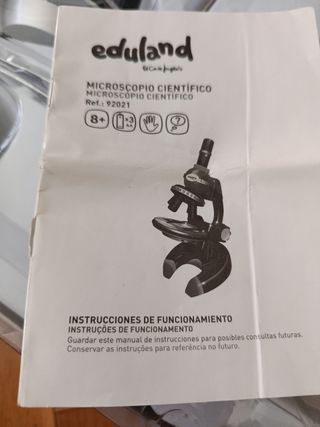 eduland
El Corte Inglés
MICROSCOPIO CIENTÍFICO
MICROSCÓPIO CIENTÍFICO
Ref.: 92021
8+ x3
?
INSTRUCCIONES DE FUNCIONAMIENTO
INSTRUÇÕES DE FUNCIONAMENTO
Guardar este manual de instrucciones para posibles consultas futuras.
Conservar as instruções para referência no futuro.